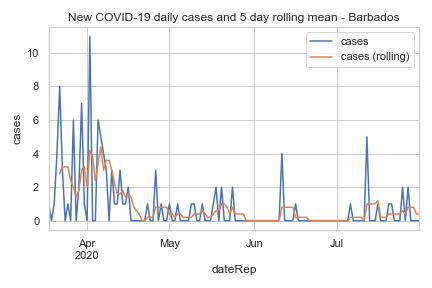 New COVID-19 daily cases and 5 day rolling mean - Barbados
cases
cases (rolling)
cases
10
8
6
4
2
0
Apr
2020
May
Jun
Jul
dateRep